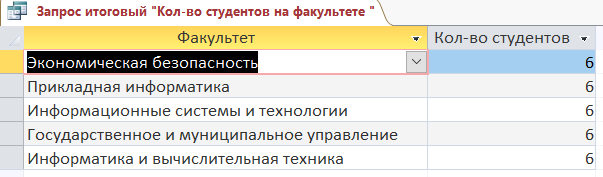 Запрос итоговый "Кол-во студентов на факультете "
Факультет Кол-во студентов
Экономическая безопасность 6
Прикладная информатика 6
Информационные системы и технологии 6
Государственное и муниципальное управление 6
Информатика и вычислительная техника 6